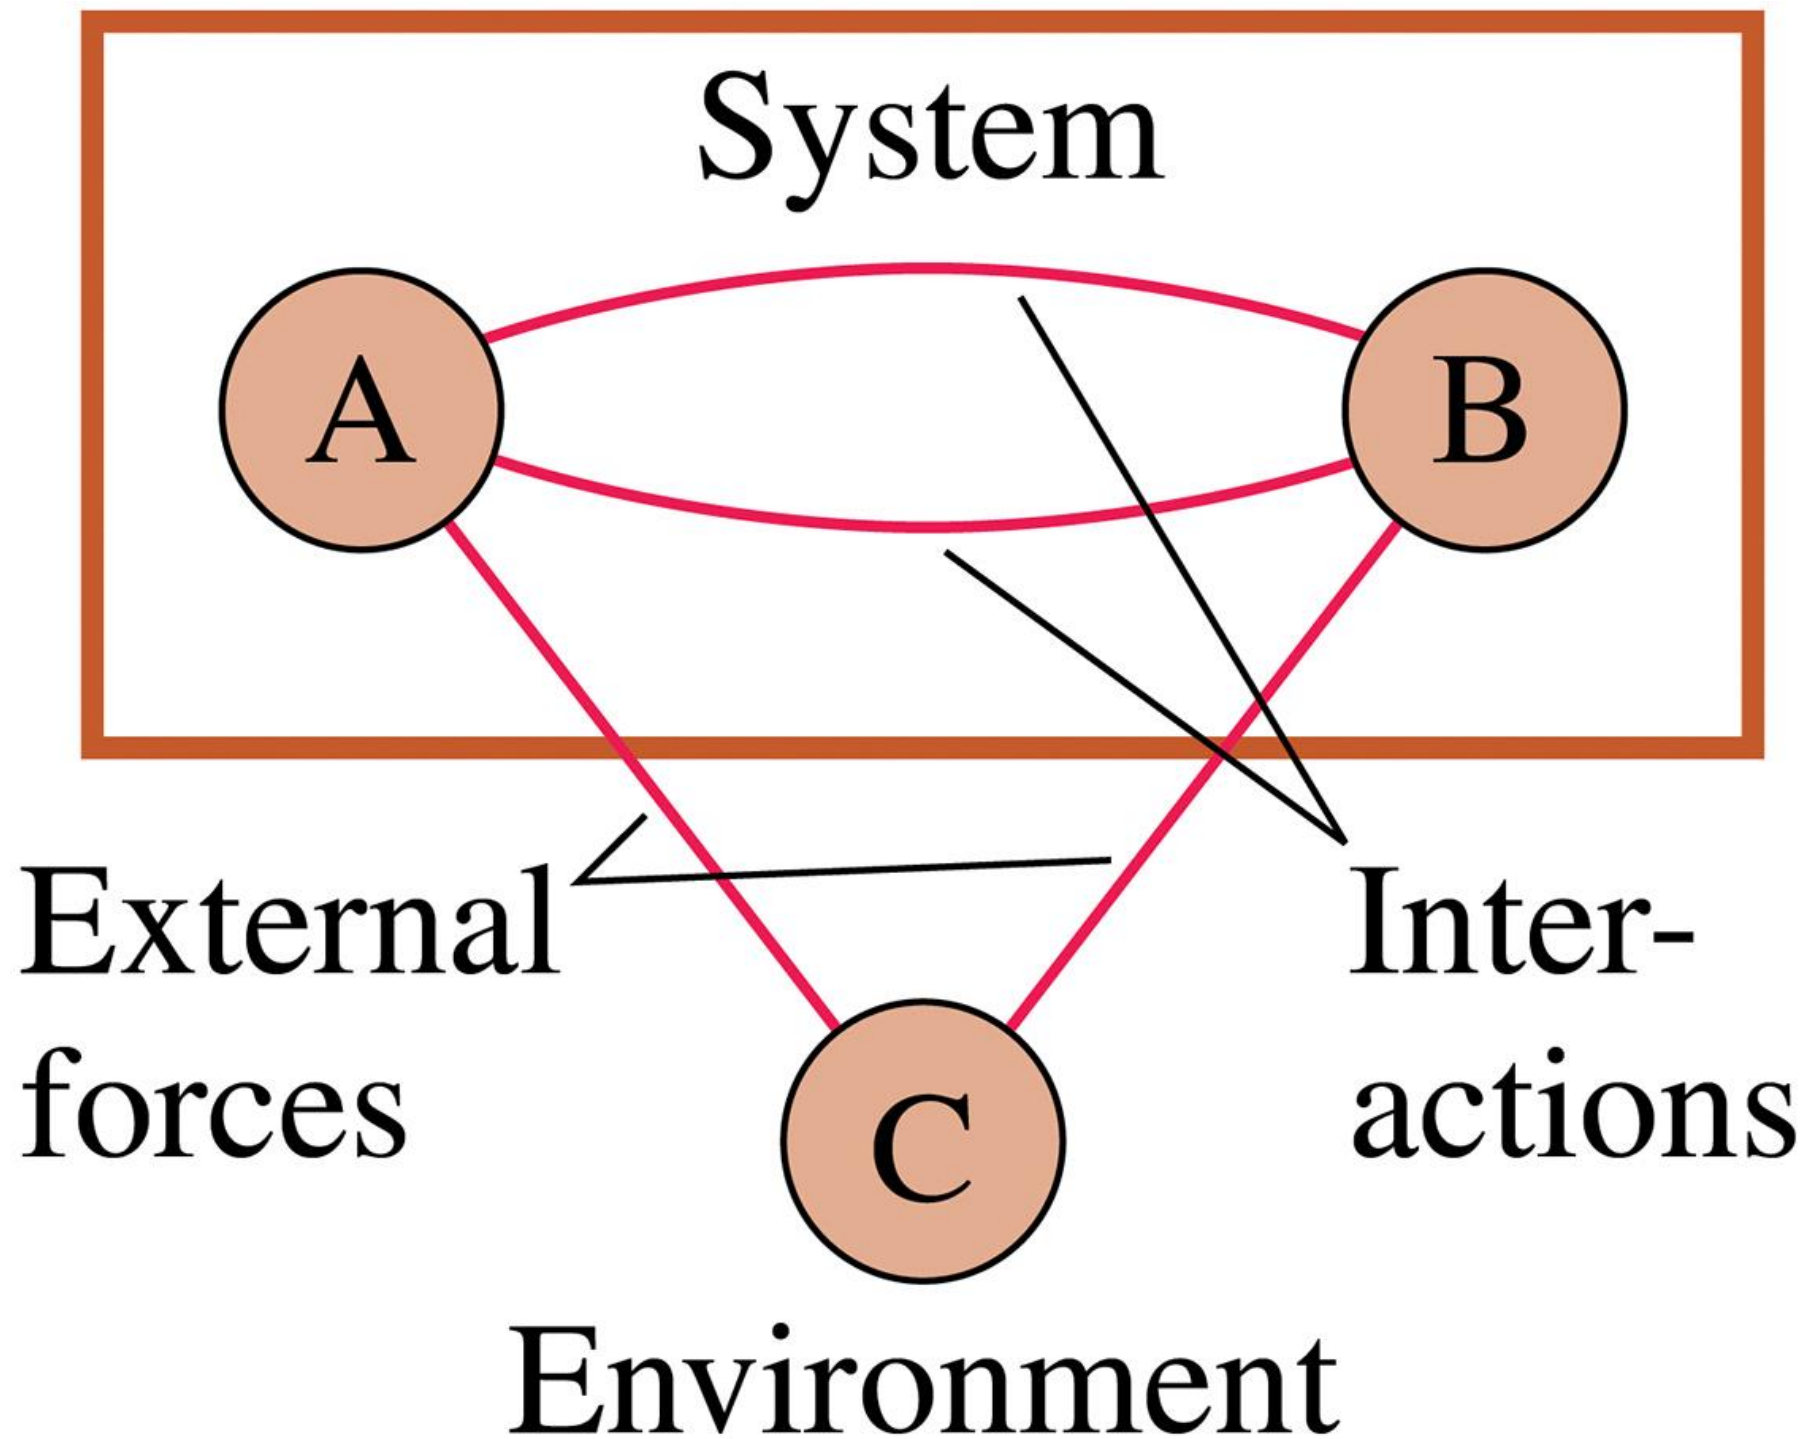 System
A
B
External
forces
Inter-
actions
C
Environment